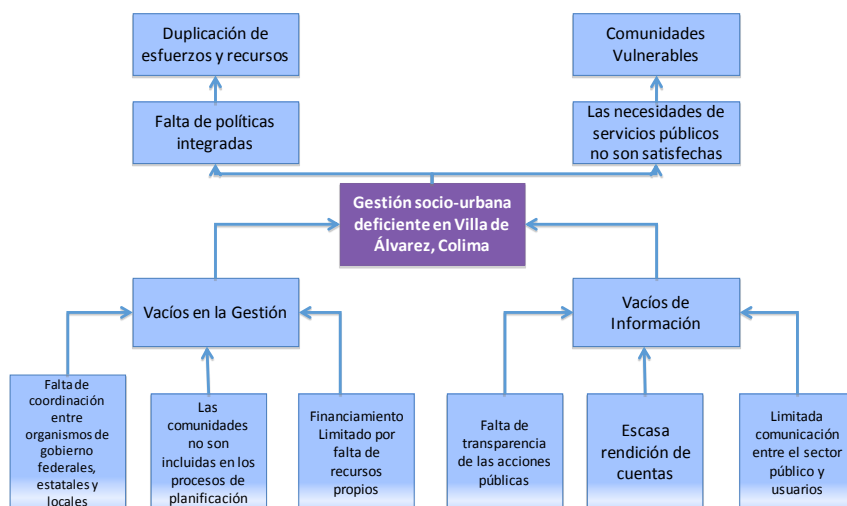 Duplicación de
esfuerzos y recursos
Comunidades
Vulnerables
Falta de políticas
integradas
Las necesidades de
servicios públicos
no son satisfechas
Gestión socio-urbana
deficiente en Villa de
Álvarez, Colima
Vacíos en la Gestión
Vacíos de
Información
Falta de
coordinación
entre
organismos de
gobierno
federales,
estatales y
locales
Las
comunidades
no son
incluidas en los
procesos de
planificación
Financiamiento
Limitado por
falta de
recursos
propios
Falta de
transparencia
de las acciones
públicas
Escasa
rendición de
cuentas
Limitada
comunicación
entre el sector
público y
usuarios